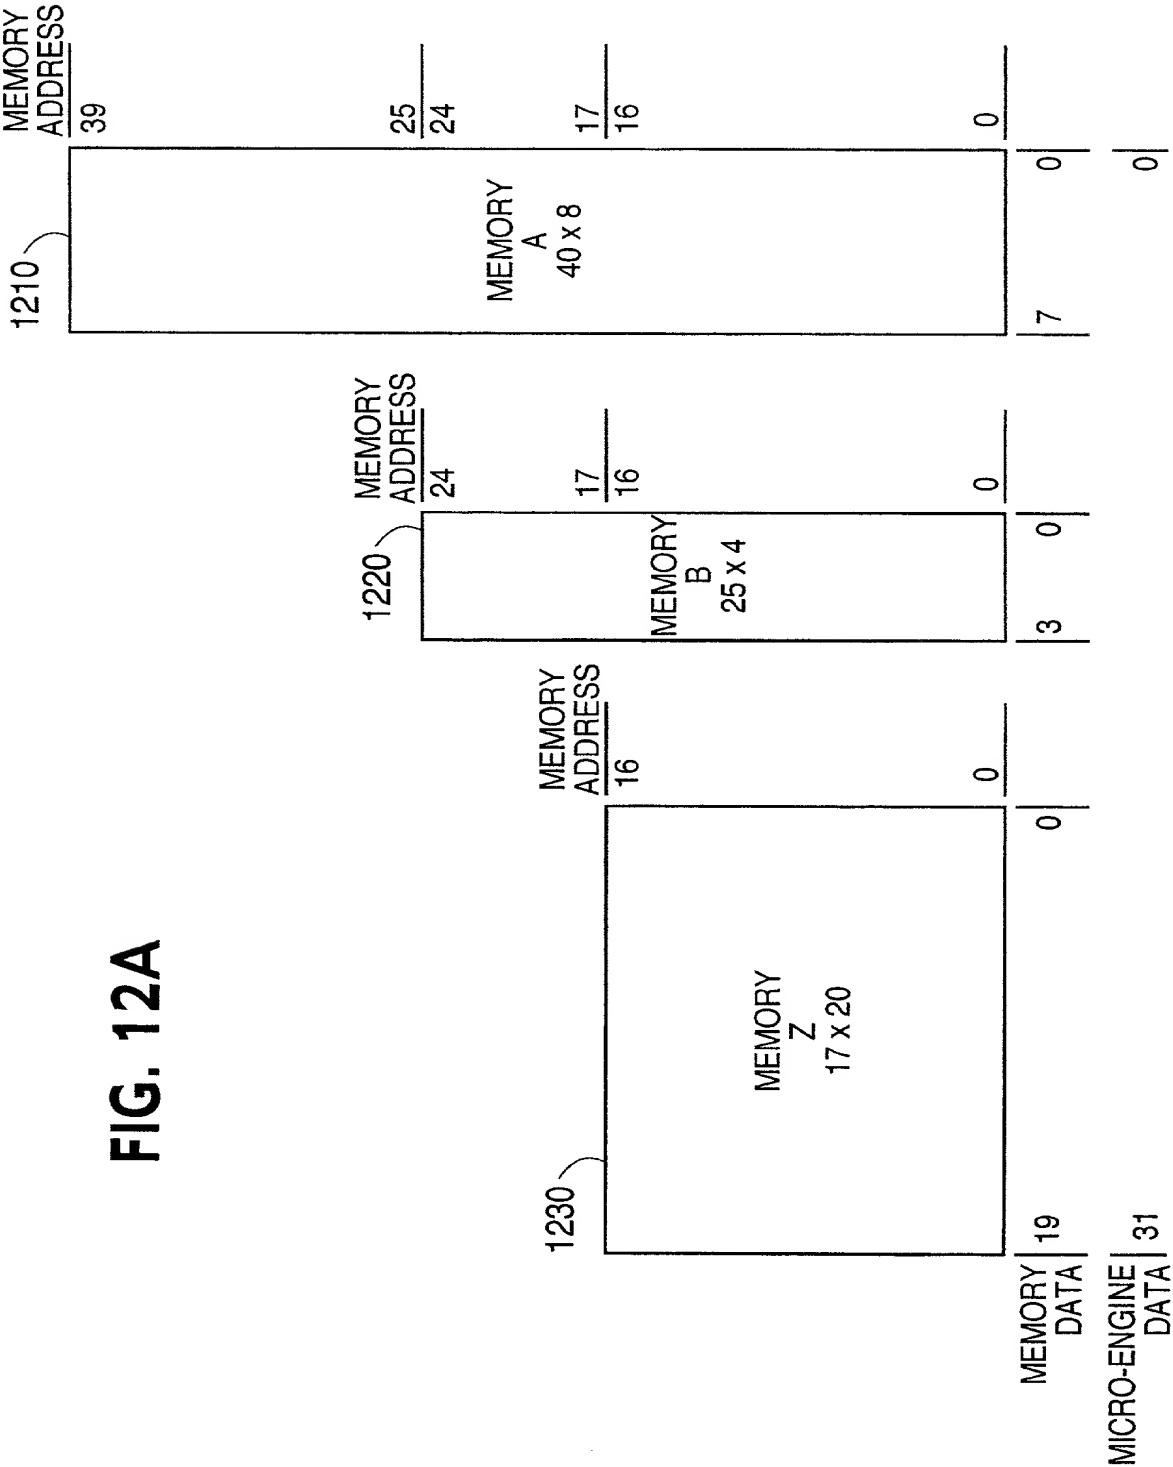 FIG. 12A
1230
MEMORY
Z
17 x 20
MEMORY
ADDRESS
16
0
1220
MEMORY
B
25 x 4
MEMORY
ADDRESS
24
17
16
0
1210
MEMORY
A
40 x 8
MEMORY
ADDRESS
39
25
24
17
16
0
MEMORY
DATA
19
0
3
0
7
0
MICRO-ENGINE
DATA
31
0